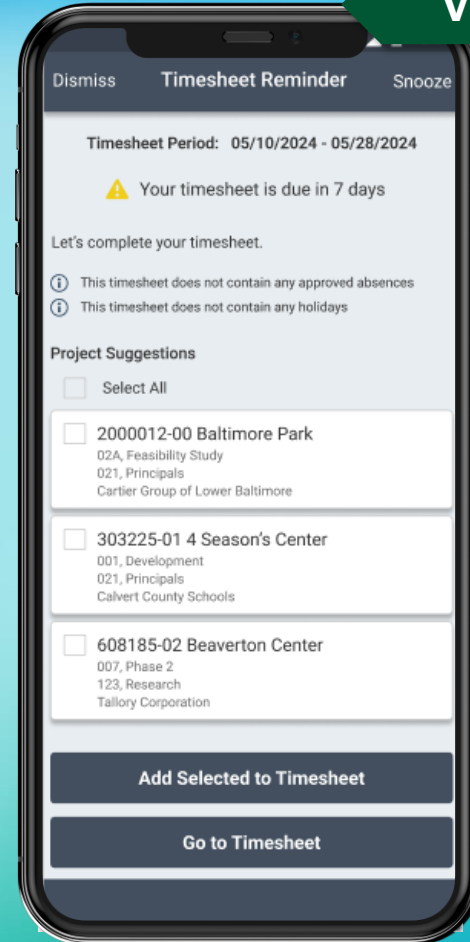 V
Dismiss Timesheet Reminder Snooze
Timesheet Period: 05/10/2024 - 05/28/2024
Your timesheet is due in 7 days
Let's complete your timesheet.
This timesheet does not contain any approved absences
This timesheet does not contain any holidays
Project Suggestions
Select All
2000012-00 Baltimore Park
02A, Feasibility Study
021, Principals
Cartier Group of Lower Baltimore
303225-01 4 Season's Center
001, Development
021, Principals
Calvert County Schools
608185-02 Beaverton Center
007, Phase 2
123, Research
Tallory Corporation
Add Selected to Timesheet
Go to Timesheet